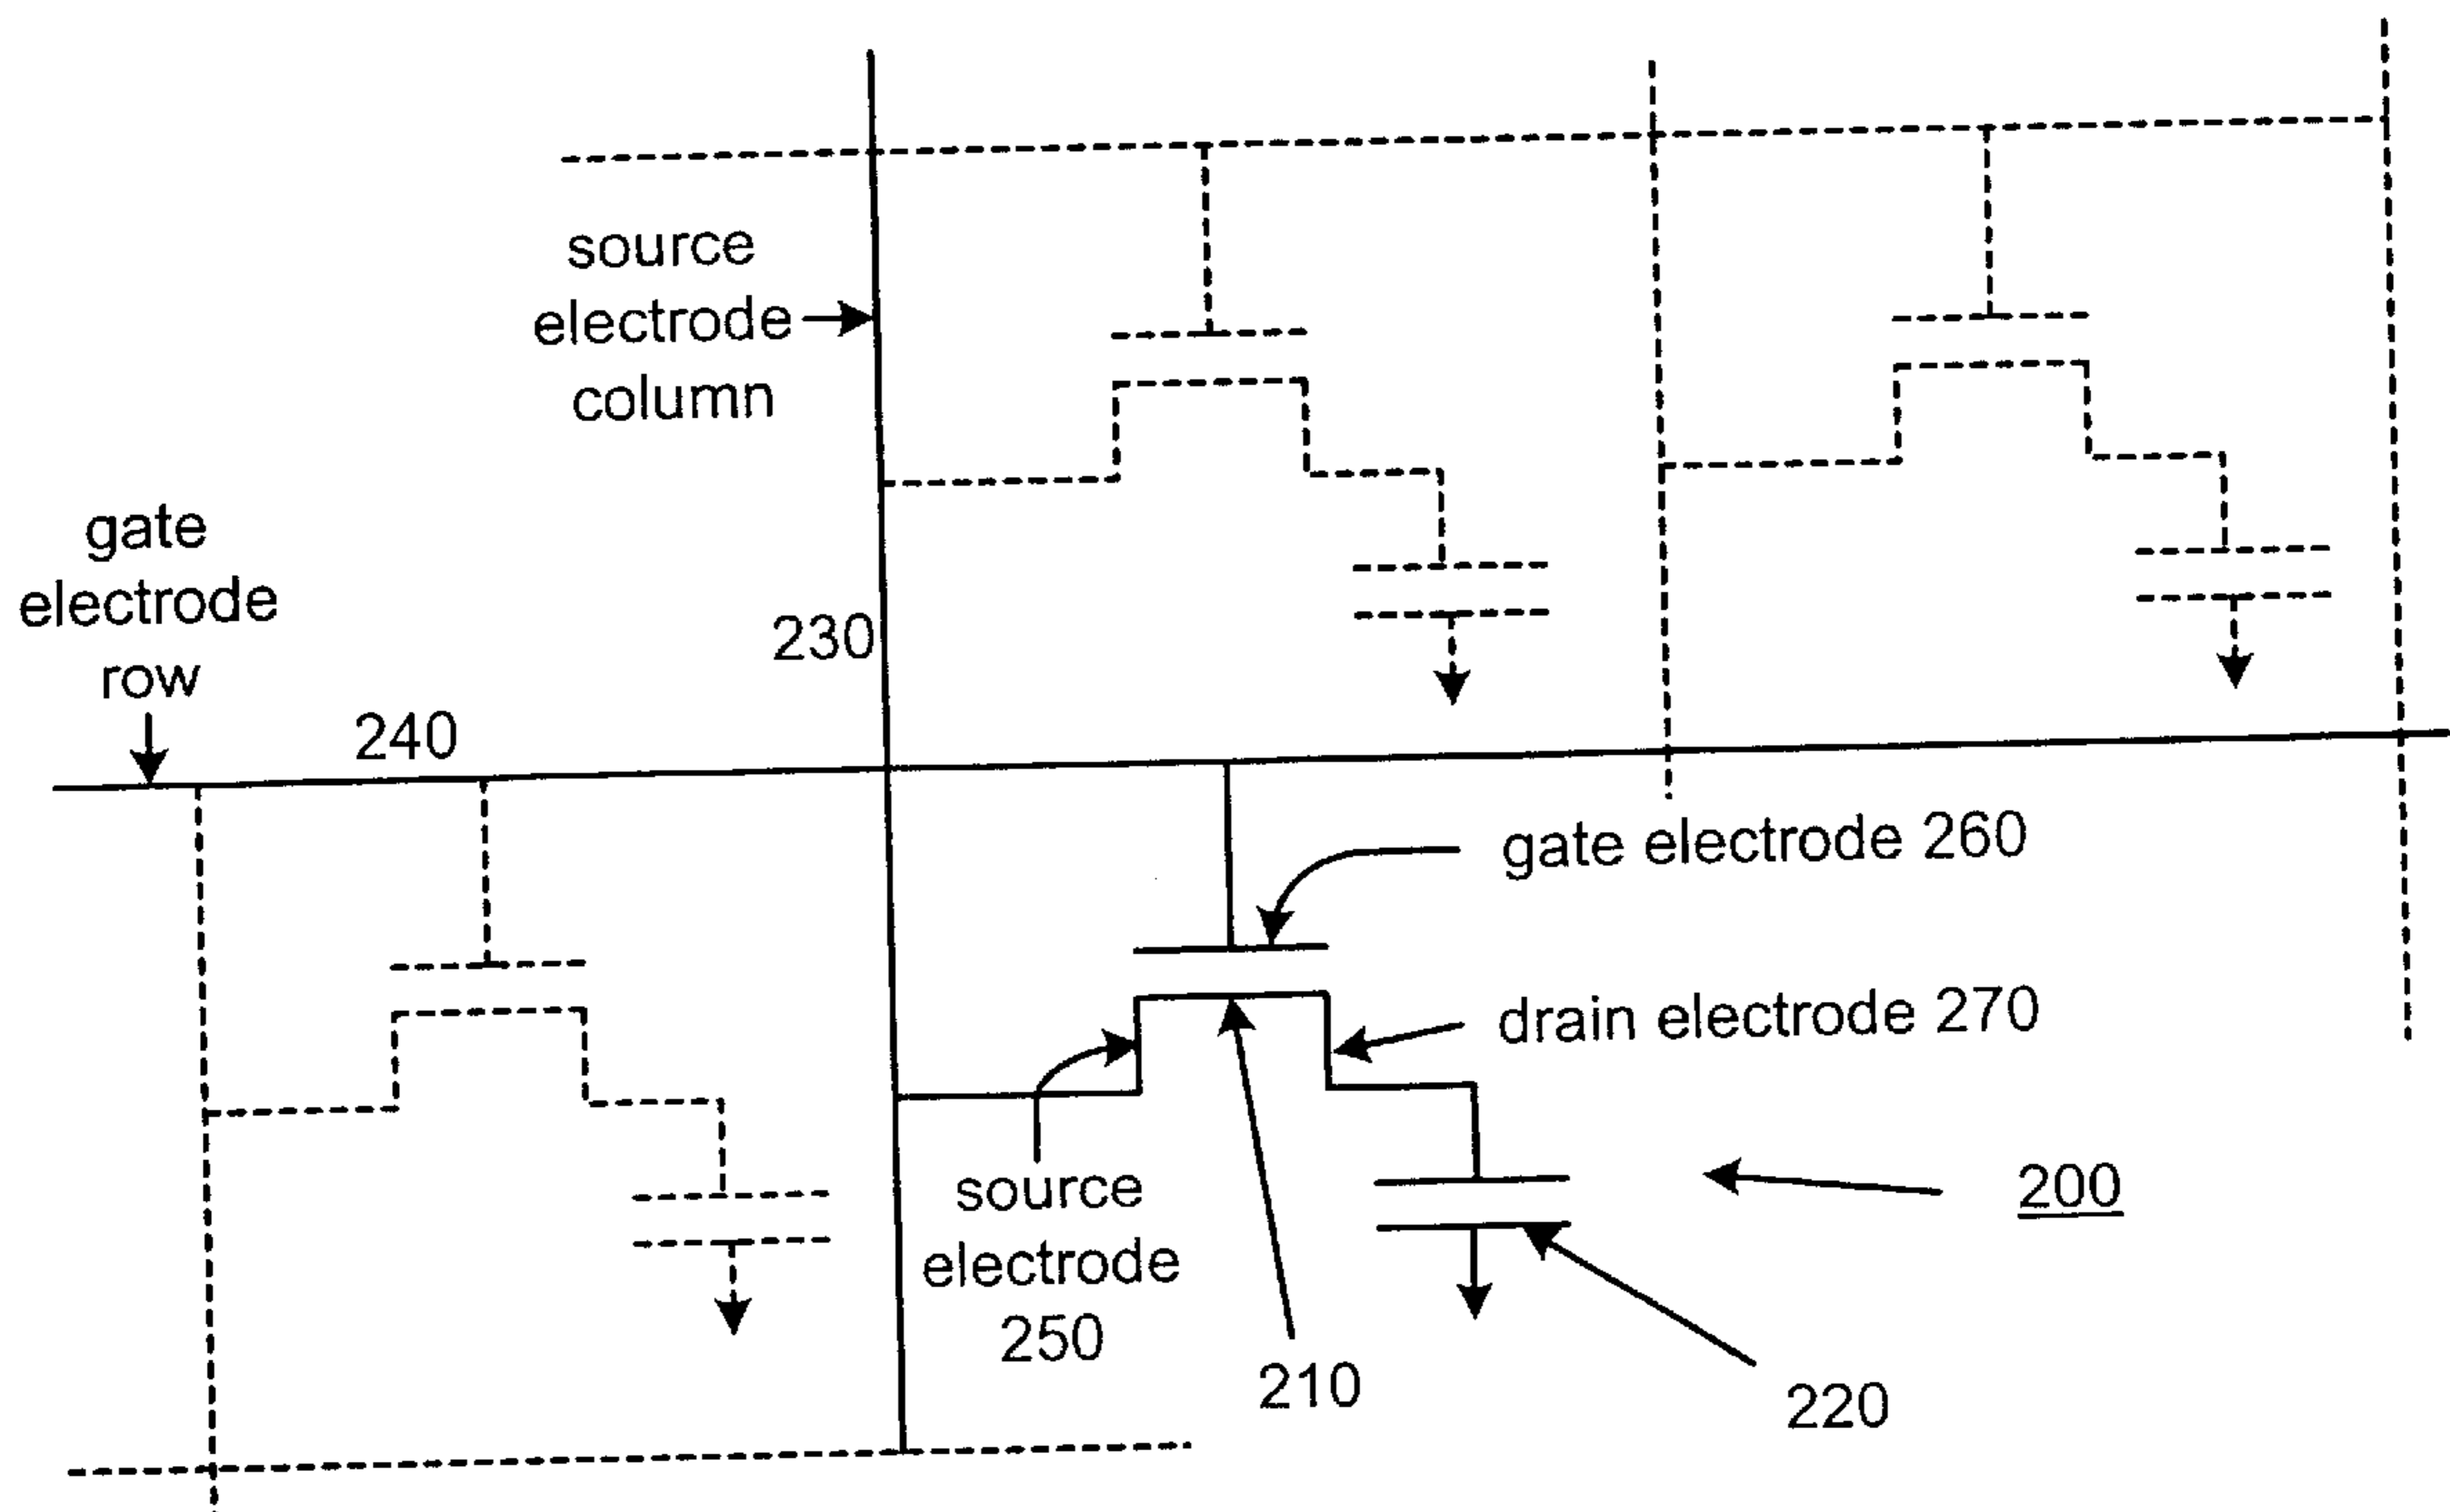 source
electrode
column
gate
electrode
row
230
240
gate electrode 260
drain electrode 270
source
electrode
250
210
200
220